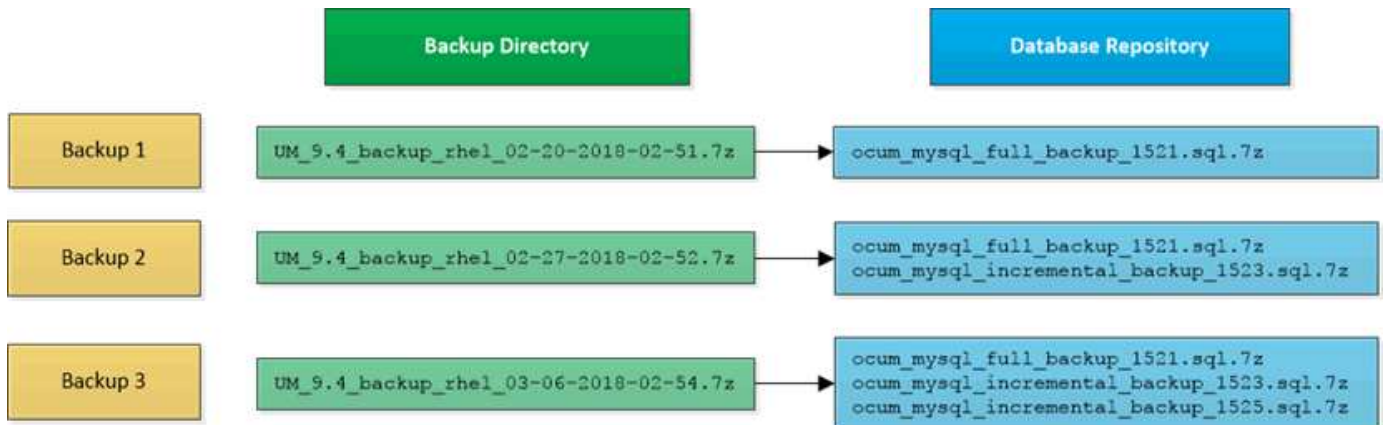 Backup Directory
Database Repository
Backup 1
UM_9.4_backup_rhel_02-20-2018-02-51.7z
ocum_mysql_full_backup_1521.sql.7z
Backup 2
UM_9.4_backup_rhel_02-27-2018-02-52.7z
ocum_mysql_full_backup_1521.sql.7z
ocum_mysql_incremental_backup_1523.sql.7z
Backup 3
UM_9.4_backup_rhel_03-06-2018-02-54.7z
ocum_mysql_full_backup_1521.sql.7z
ocum_mysql_incremental_backup_1523.sql.7z
ocum_mysql_incremental_backup_1525.sql.7z